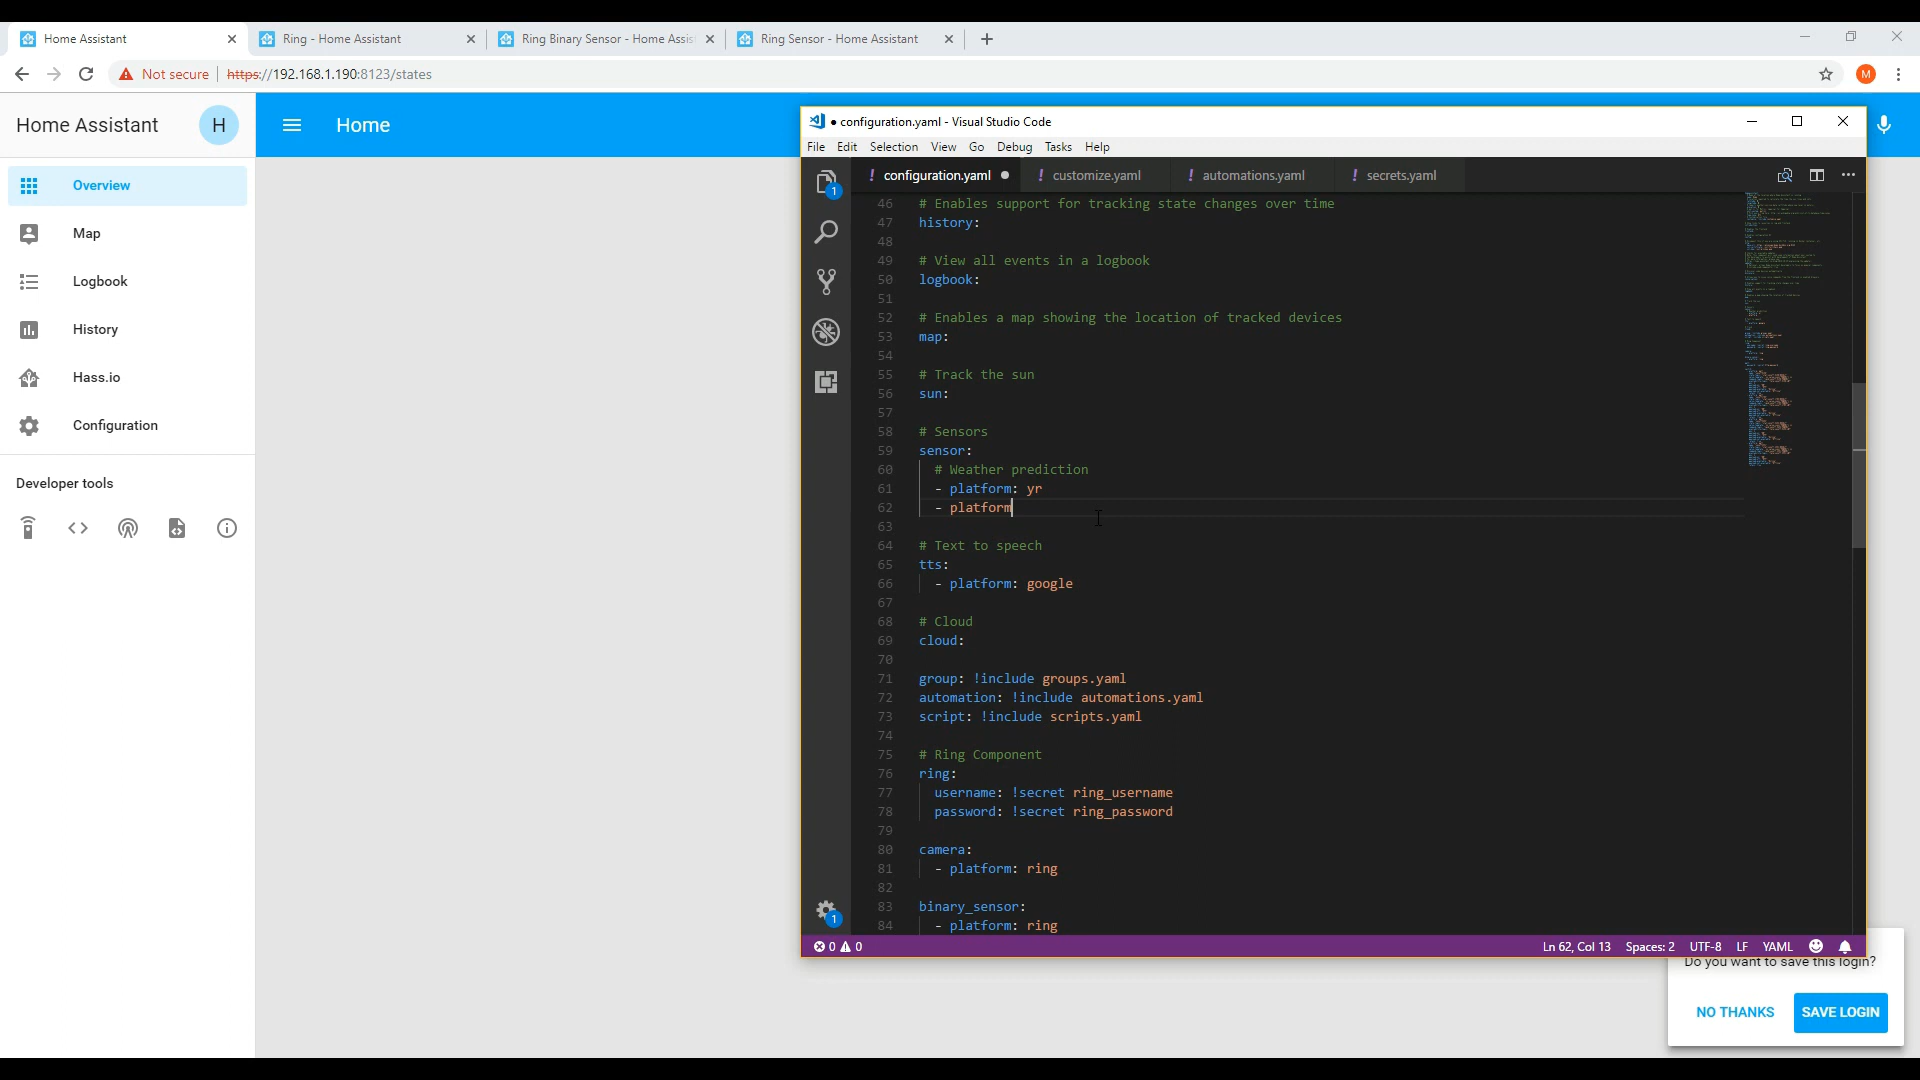 Home Assistant
Ring - Home Assistant
Ring Binary Sensor - Home Assis
Ring Sensor - Home Assistant
Not secure
https://192.168.1.190:8123/states
M
Home Assistant
H
Home
Overview
Map
Logbook
History
Hass.io
Configuration
Developer tools
● configuration.yaml - Visual Studio Code
File Edit Selection View Go Debug Tasks Help
! configuration.yaml ●
! customize.yaml
! automations.yaml
! secrets.yaml
1
46 # Enables support for tracking state changes over time
47 history:
48
49 # View all events in a logbook
50 logbook:
51
52 # Enables a map showing the location of tracked devices
53 map:
54
55 # Track the sun
56 sun:
57
58 # Sensors
59 sensor:
60 # Weather prediction
61 - platform: yr
62 - platform
63
64 # Text to speech
65 tts:
66 - platform: google
67
68 # Cloud
69 cloud:
70
71 group: !include groups.yaml
72 automation: !include automations.yaml
73 script: !include scripts.yaml
74
75 # Ring Component
76 ring:
77 username: !secret ring_username
78 password: !secret ring_password
79
80 camera:
81 - platform: ring
82
83 binary_sensor:
84 - platform: ring
1
0 0
Ln 62, Col 13 Spaces: 2 UTF-8 LF YAML
Do you want to save this login?
NO THANKS
SAVE LOGIN